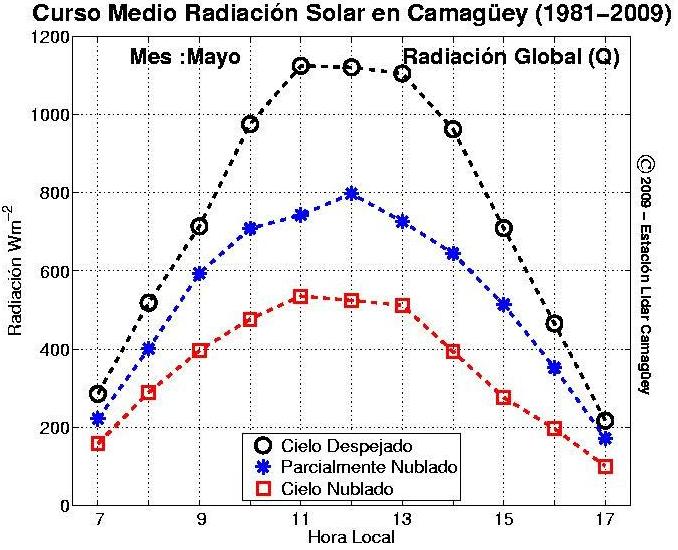 Curso Medio Radiación Solar en Camagüey (1981-2009)
Mes :Mayo
Radiación Global (Q)
1200
1000
800
600
400
200
0
Radiación Wm⁻²
7 9 11 13 15 17
Hora Local
Cielo Despejado
Parcialmente Nublado
Cielo Nublado
© 2009 - Estación Lidar Camagüey